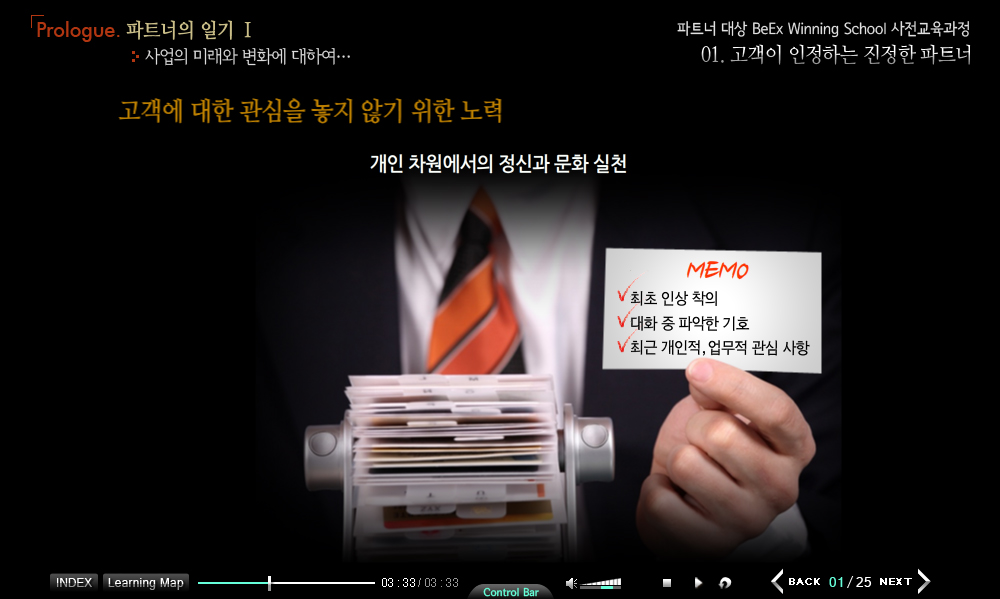 Prologue. 파트너의 일기 Ⅰ
사업의 미래와 변화에 대하여…
파트너 대상 BeEx Winning School 사전교육과정
01. 고객이 인정하는 진정한 파트너
고객에 대한 관심을 놓지 않기 위한 노력
개인 차원에서의 정신과 문화 실천
MEMO
최초 인상 착의
대화 중 파악한 기호
최근 개인적, 업무적 관심 사항
INDEX
Learning Map
03 : 33 / 03 : 33
Control Bar
BACK 01 / 25 NEXT